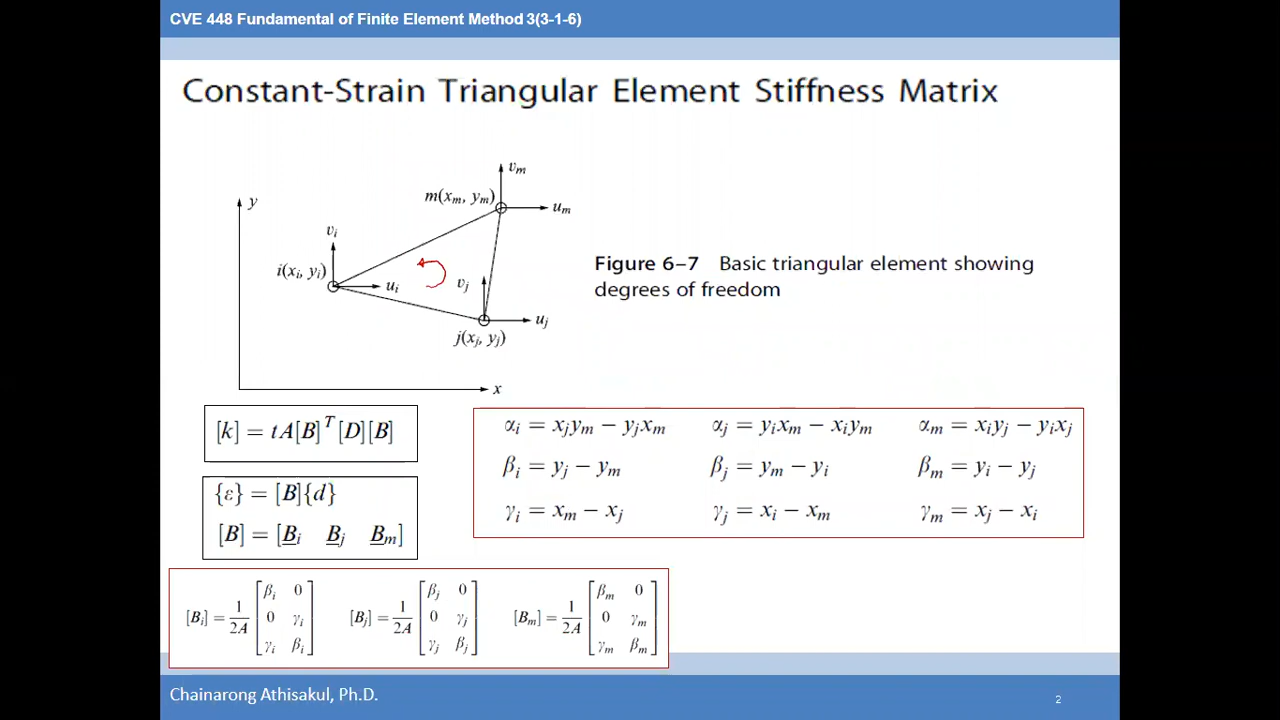 CVE 448 Fundamental of Finite Element Method 3(3-1-6)
Constant-Strain Triangular Element Stiffness Matrix
y
v_m
m(x_m, y_m)
u_m
v_i
i(x_i, y_i)
u_i
v_j
u_j
j(x_j, y_j)
x
Figure 6–7 Basic triangular element showing
degrees of freedom
[k] = tA[B]^T[D][B]
{ε} = [B]{d}
[B] = [B_i B_j B_m]
α_i = x_j y_m − y_j x_m α_j = y_i x_m − x_i y_m α_m = x_i y_j − y_i x_j
β_i = y_j − y_m β_j = y_m − y_i β_m = y_i − y_j
γ_i = x_m − x_j γ_j = x_i − x_m γ_m = x_j − x_i
[B_i] = 1/2A [β_i 0; 0 γ_i; γ_i β_i] [B_j] = 1/2A [β_j 0; 0 γ_j; γ_j β_j] [B_m] = 1/2A [β_m 0; 0 γ_m; γ_m β_m]
Chainarong Athisakul, Ph.D.
2